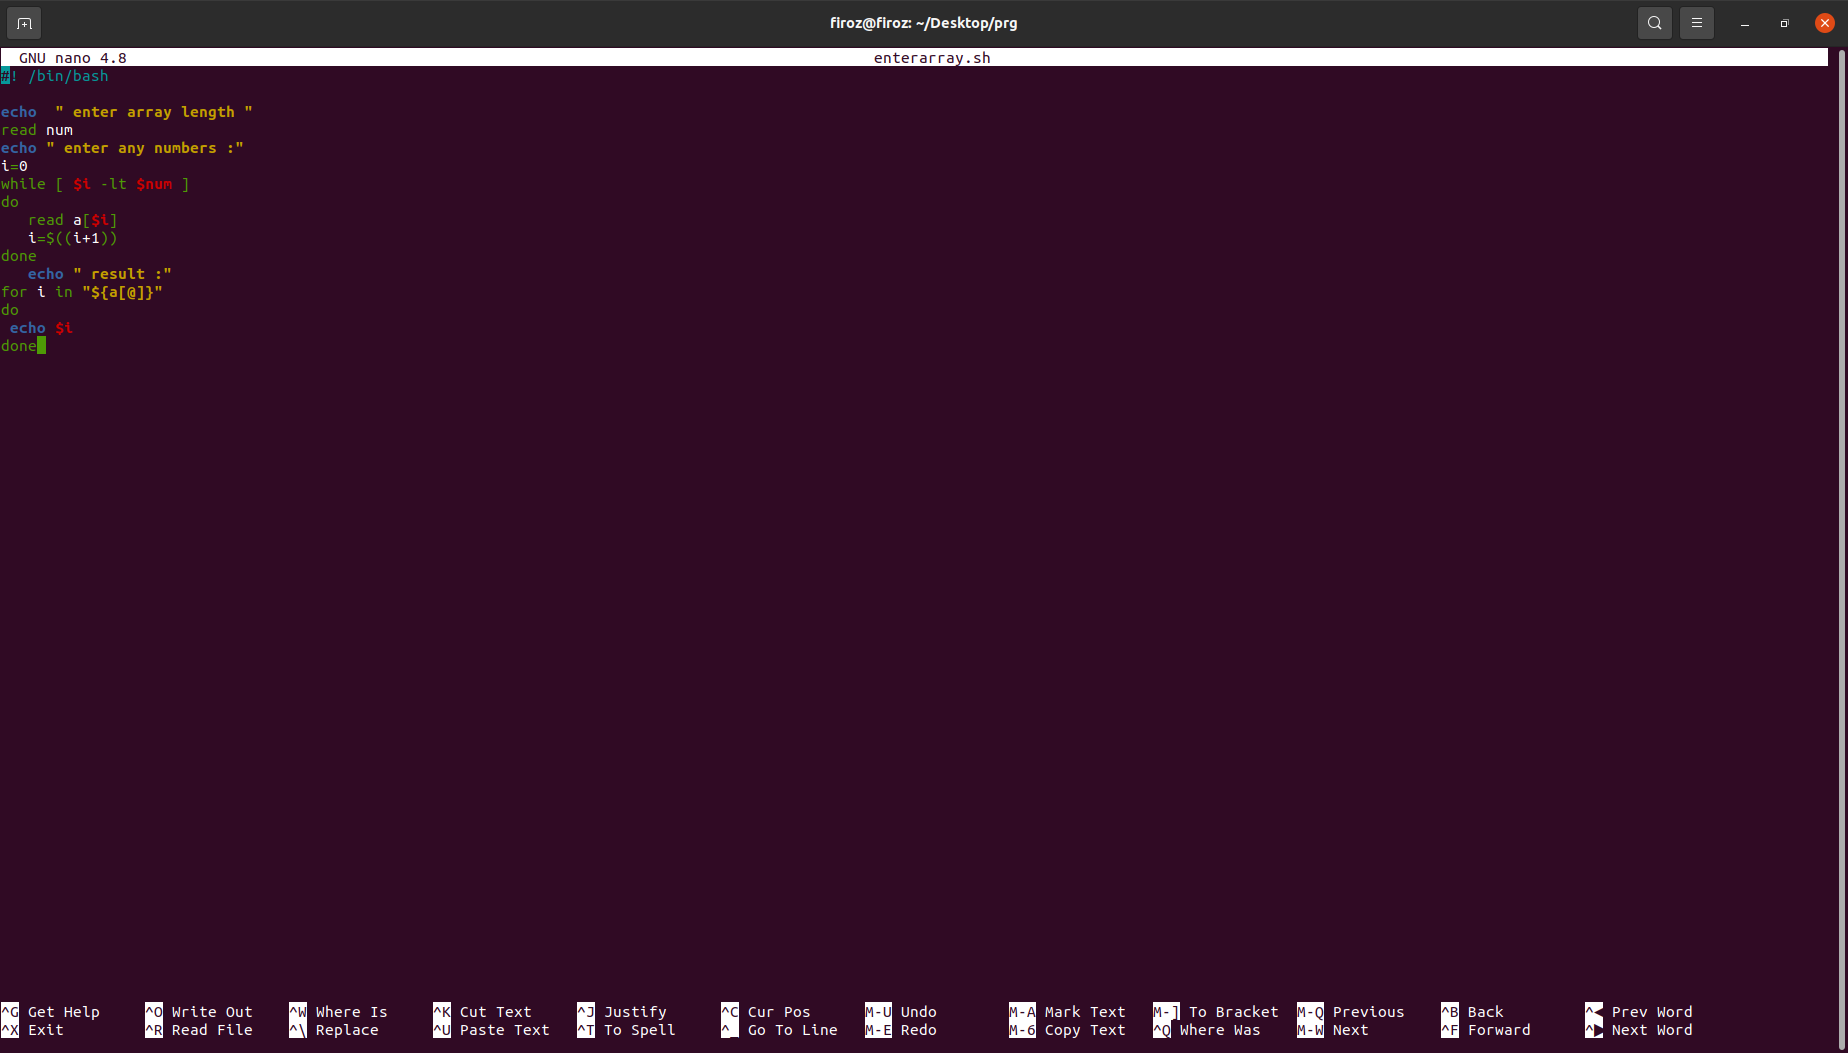 firoz@firoz: ~/Desktop/prg
GNU nano 4.8 enterarray.sh
#! /bin/bash
echo  " enter array length "
read num
echo " enter any numbers :"
i=0
while [ $i -lt $num ]
do
   read a[$i]
   i=$((i+1))
done
   echo " result :"
for i in "${a[@]}"
do
 echo $i
done
^G Get Help ^O Write Out ^W Where Is ^K Cut Text ^J Justify ^C Cur Pos M-U Undo M-A Mark Text M-] To Bracket M-Q Previous ^B Back ^◀ Prev Word
^X Exit ^R Read File ^\ Replace ^U Paste Text ^T To Spell ^_ Go To Line M-E Redo M-6 Copy Text ^Q Where Was M-W Next ^F Forward ^▶ Next Word